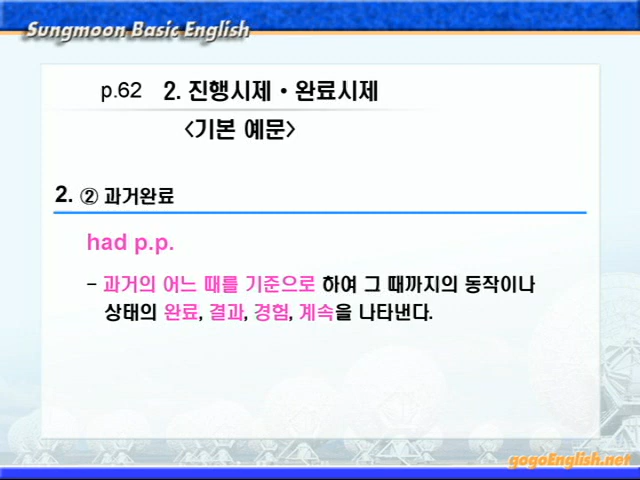 Sungmoon Basic English
p.62 2. 진행시제 • 완료시제
<기본 예문>
2. ② 과거완료
had p.p.
– 과거의 어느 때를 기준으로 하여 그 때까지의 동작이나
상태의 완료, 결과, 경험, 계속을 나타낸다.
gogoEnglish.net